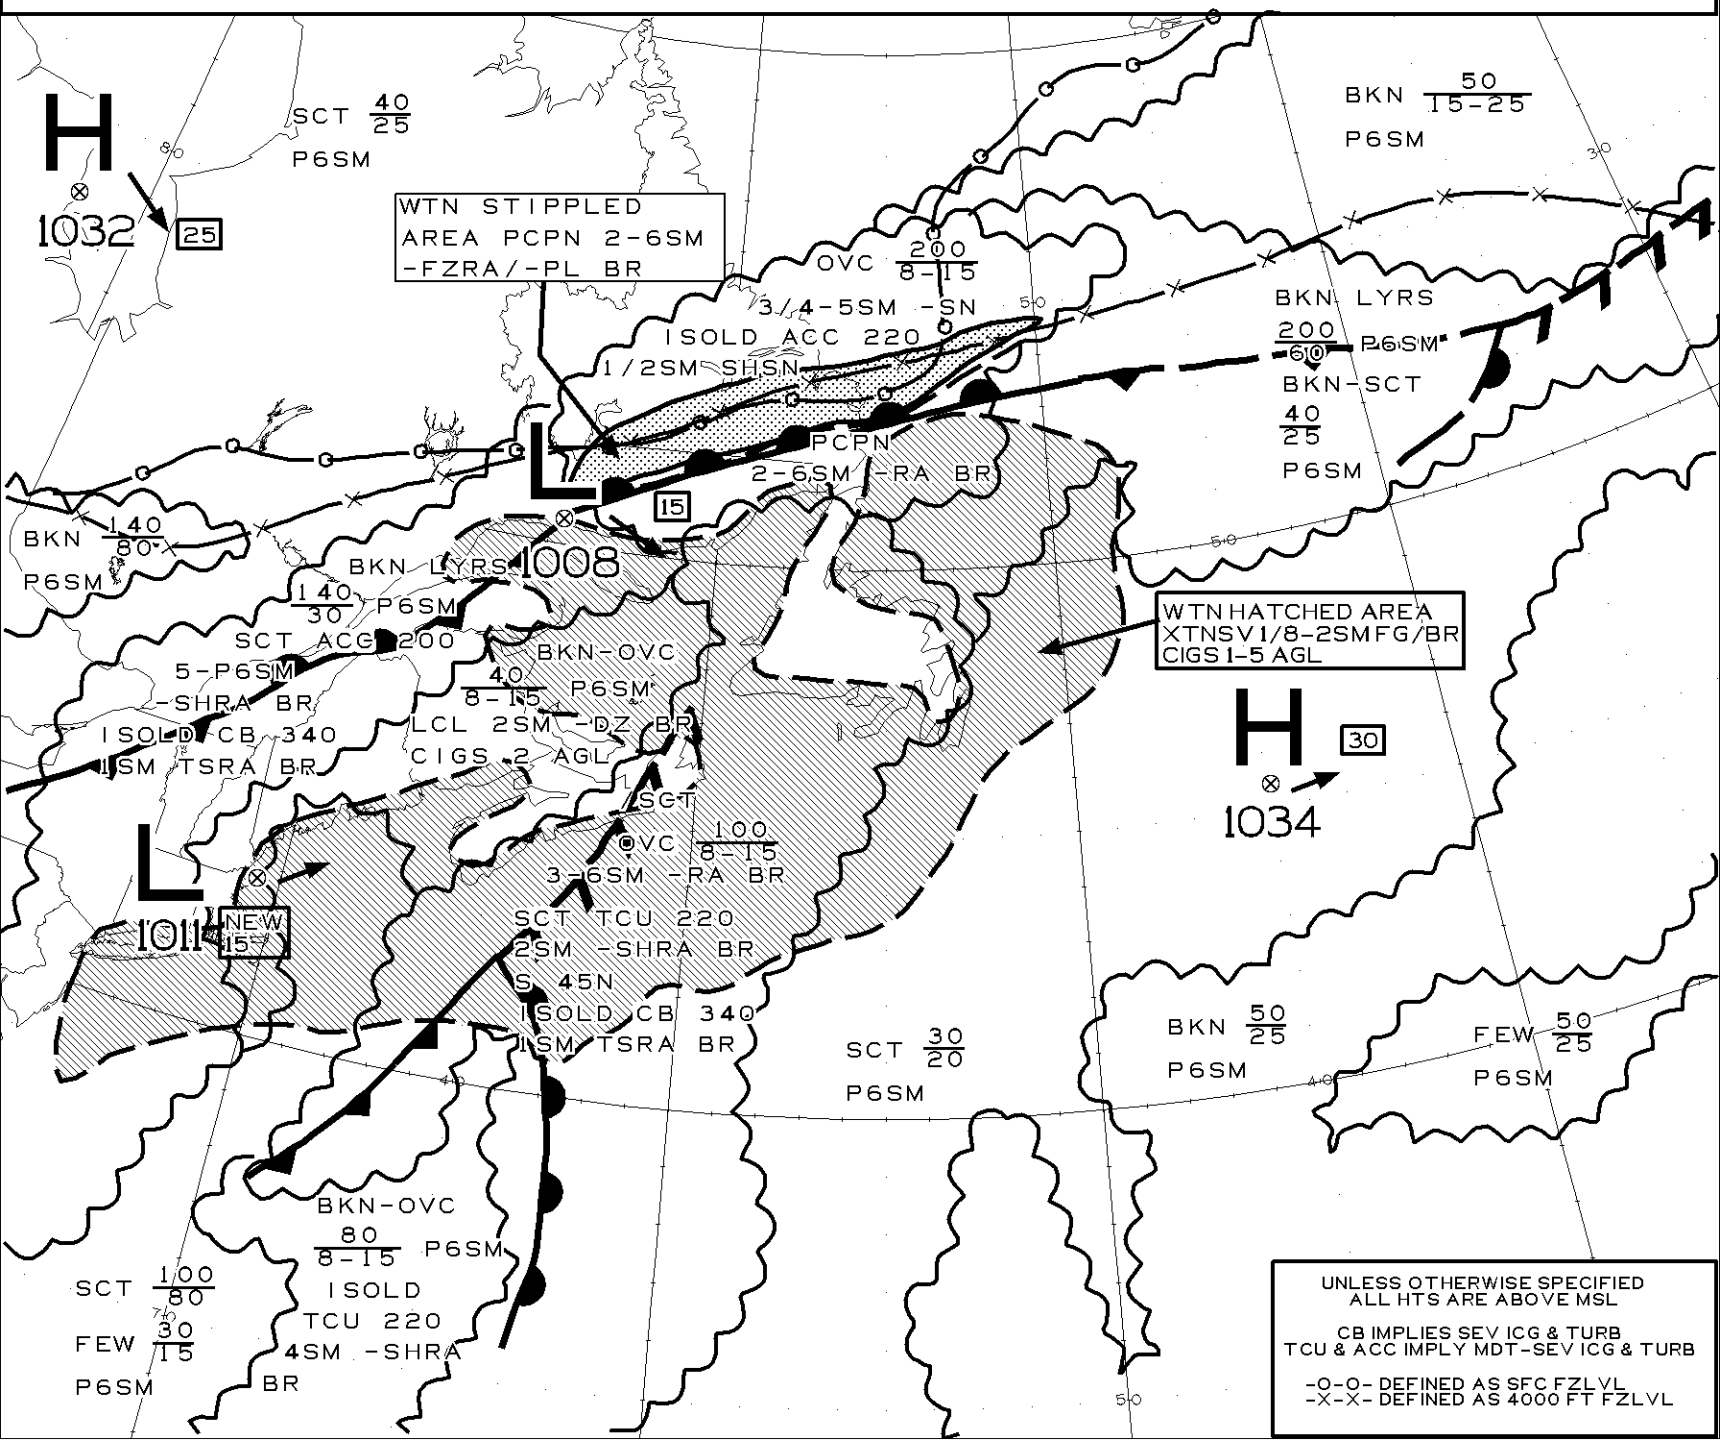 H
1032
25
80
SCT 40/25
P6SM
WTN STIPPLED
AREA PCPN 2-6SM
-FZRA/-PL BR
BKN 50/15-25
P6SM
30
OVC 200/8-15
3/4-5SM -SN
ISOLD ACC 220
1/2SM SHSN
50
BKN LYRS
200/60 P6SM
BKN-SCT
40/25
P6SM
L
1008
15
PCPN
2-6SM -RA BR
BKN 140/80
P6SM
BKN LYRS
140/30 P6SM
SCT ACC 200
5-P6SM
-SHRA BR
ISOLD CB 340
1SM TSRA BR
50
BKN-OVC
40/8-15 P6SM
LCL 2SM -DZ BR
CIGS 2 AGL
WTN HATCHED AREA
XTNSV 1/8-2SM FG/BR
CIGS 1-5 AGL
H
30
1034
L
1011
NEW
15
SCT
OVC 100/8-15
3-6SM -RA BR
SCT TCU 220
2SM -SHRA BR
S 45N
ISOLD CB 340
1SM TSRA BR
40
SCT 30/20
P6SM
BKN 50/25
P6SM
FEW 50/25
P6SM
40
BKN-OVC
80/8-15 P6SM
ISOLD
TCU 220
4SM -SHRA
BR
SCT 100/80
FEW 30/15
P6SM
50
UNLESS OTHERWISE SPECIFIED
ALL HTS ARE ABOVE MSL
CB IMPLIES SEV ICG & TURB
TCU & ACC IMPLY MDT-SEV ICG & TURB
-O-O- DEFINED AS SFC FZLVL
-X-X- DEFINED AS 4000 FT FZLVL